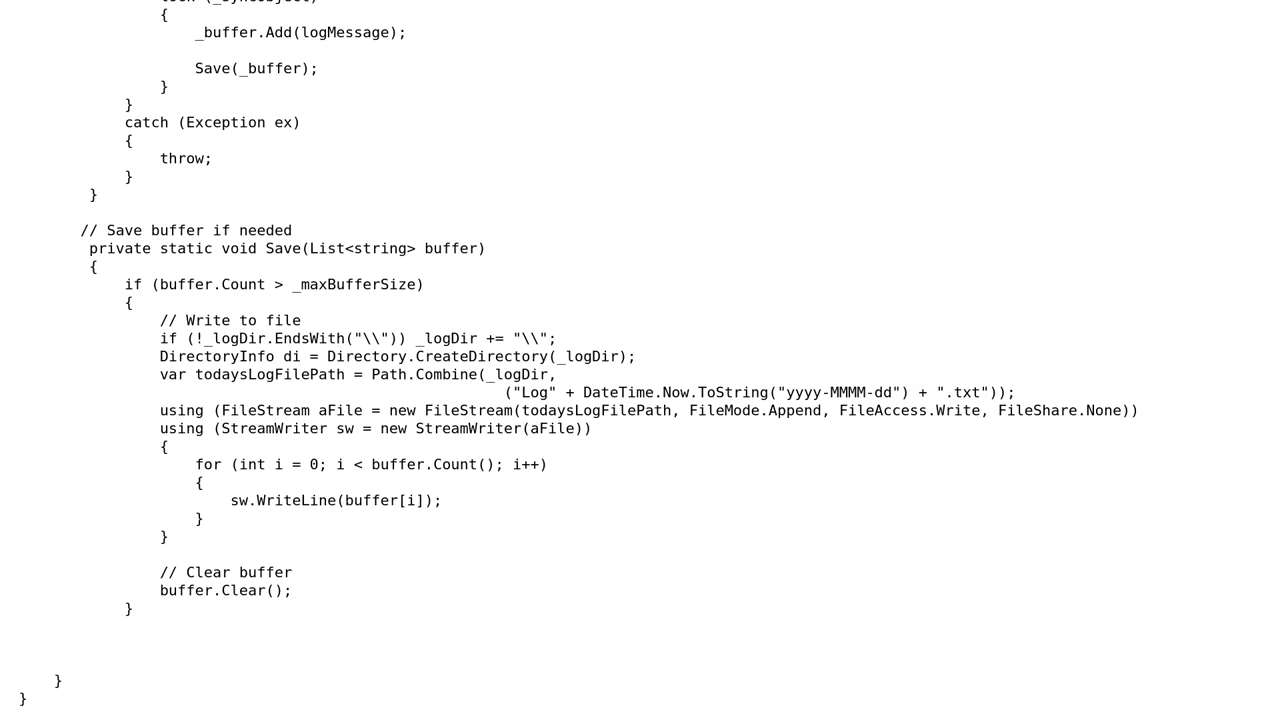 {
_buffer.Add(logMessage);
Save(_buffer);
}
}
catch (Exception ex)
{
throw;
}
}
// Save buffer if needed
private static void Save(List<string> buffer)
{
if (buffer.Count > _maxBufferSize)
{
// Write to file
if (!_logDir.EndsWith("\\")) _logDir += "\\";
DirectoryInfo di = Directory.CreateDirectory(_logDir);
var todaysLogFilePath = Path.Combine(_logDir,
("Log" + DateTime.Now.ToString("yyyy-MMMM-dd") + ".txt"));
using (FileStream aFile = new FileStream(todaysLogFilePath, FileMode.Append, FileAccess.Write, FileShare.None))
using (StreamWriter sw = new StreamWriter(aFile))
{
for (int i = 0; i < buffer.Count(); i++)
{
sw.WriteLine(buffer[i]);
}
}
// Clear buffer
buffer.Clear();
}
}
}